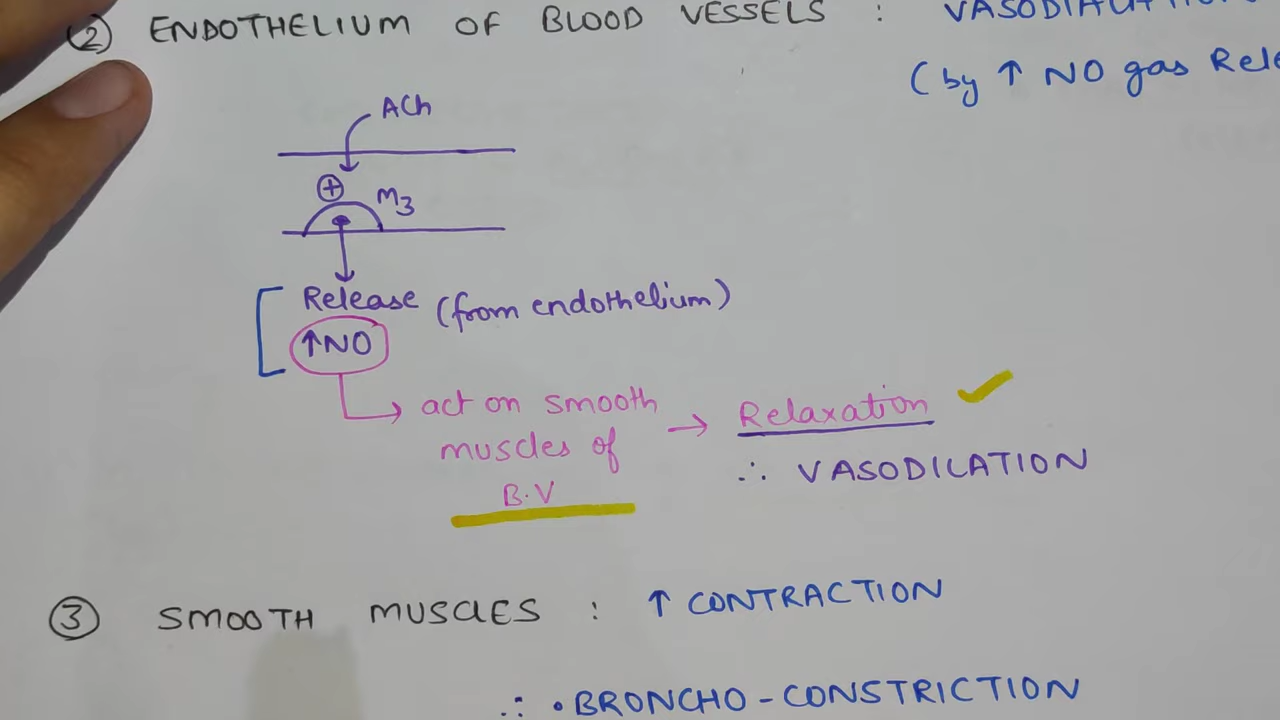 ② ENDOTHELIUM OF BLOOD VESSELS :
(by ↑ NO gas
ACh
⊕ M3
Release (from endothelium)
↑NO
act on smooth → Relaxation
muscles of
B.V
∴ VASODILATION
③ SMOOTH MUSCLES : ↑ CONTRACTION
∴ • BRONCHO-CONSTRICTION